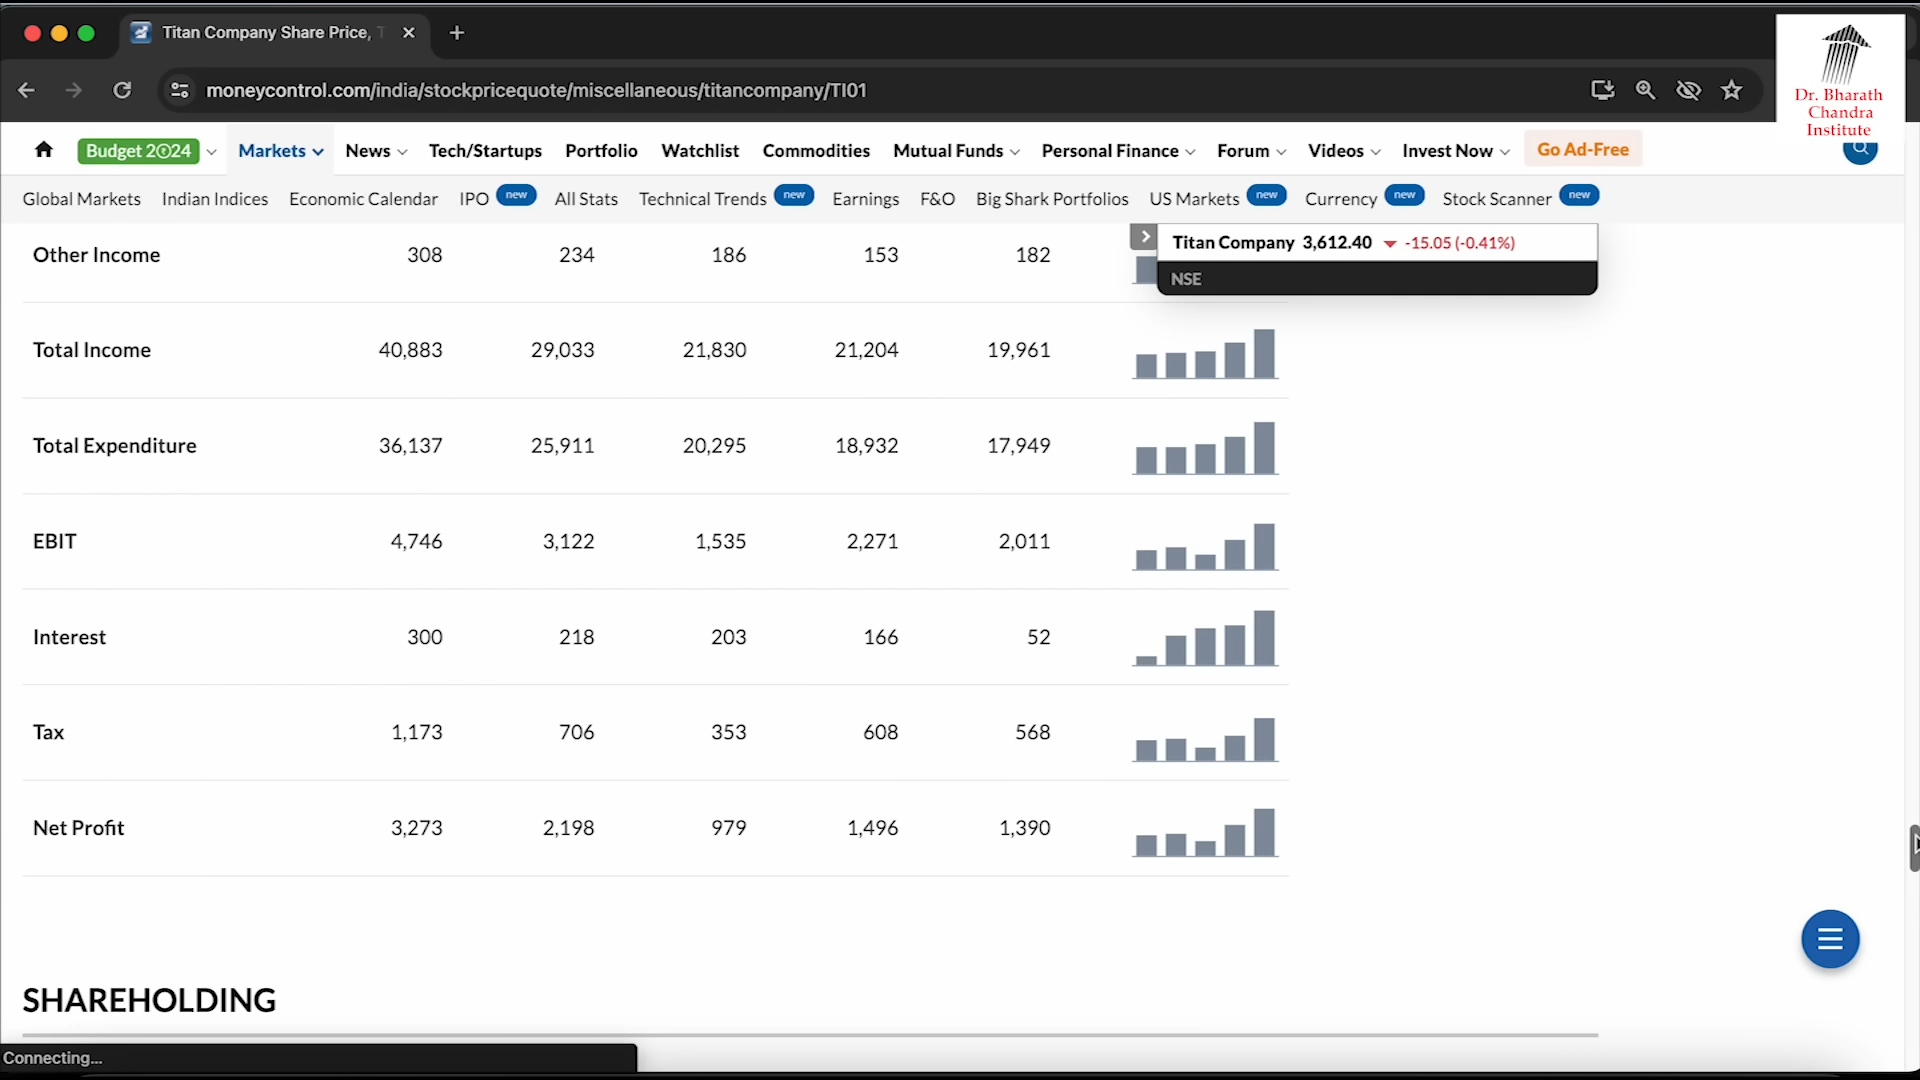 Titan Company Share Price,
moneycontrol.com/india/stockpricequote/miscellaneous/titancompany/TI01
Dr. Bharath
Chandra
Institute
Budget 2024 Markets News Tech/Startups Portfolio Watchlist Commodities Mutual Funds Personal Finance Forum Videos Invest Now Go Ad-Free
Global Markets Indian Indices Economic Calendar IPO new All Stats Technical Trends new Earnings F&O Big Shark Portfolios US Markets new Currency new Stock Scanner new
Titan Company 3,612.40 -15.05 (-0.41%)
NSE
Other Income 308 234 186 153 182
Total Income 40,883 29,033 21,830 21,204 19,961
Total Expenditure 36,137 25,911 20,295 18,932 17,949
EBIT 4,746 3,122 1,535 2,271 2,011
Interest 300 218 203 166 52
Tax 1,173 706 353 608 568
Net Profit 3,273 2,198 979 1,496 1,390
SHAREHOLDING
Connecting...